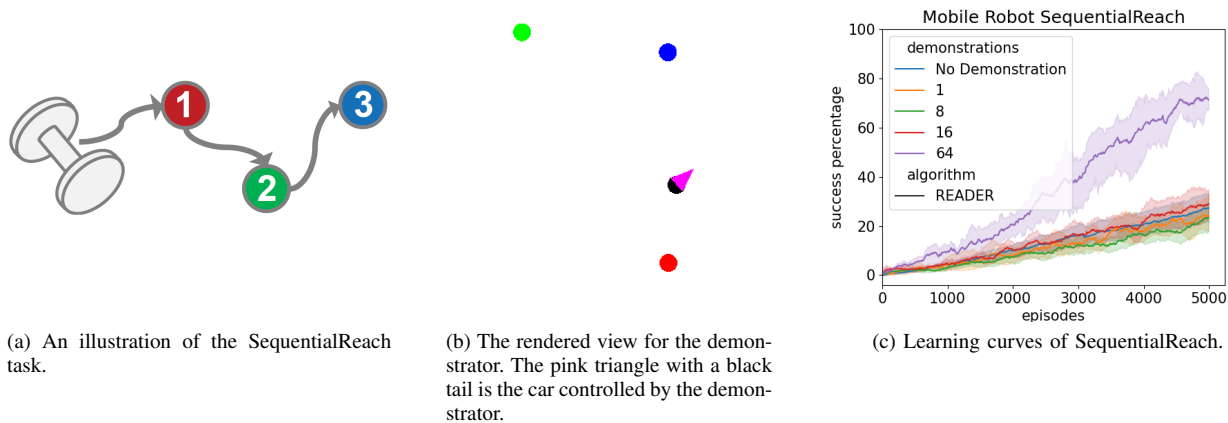 1
2
3
(a) An illustration of the SequentialReach
task.
(b) The rendered view for the demon-
strator. The pink triangle with a black
tail is the car controlled by the demon-
strator.
Mobile Robot SequentialReach
success percentage
100
80
60
40
20
0
demonstrations
No Demonstration
1
8
16
64
algorithm
READER
0
1000
2000
3000
4000
5000
episodes
(c) Learning curves of SequentialReach.